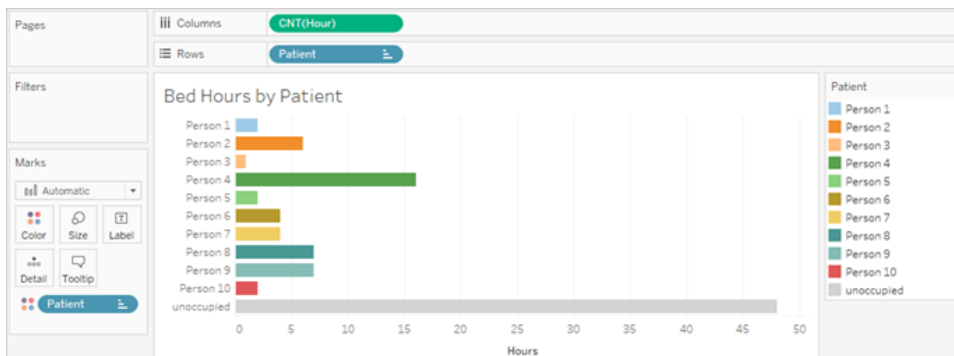 Pages
Columns
CNT(Hour)
Rows
Patient
Filters
Marks
Automatic
Color
Size
Label
Detail
Tooltip
Patient
Bed Hours by Patient
Person 1
Person 2
Person 3
Person 4
Person 5
Person 6
Person 7
Person 8
Person 9
Person 10
unoccupied
0 5 10 15 20 25 30 35 40 45 50
Hours
Patient
Person 1
Person 2
Person 3
Person 4
Person 5
Person 6
Person 7
Person 8
Person 9
Person 10
unoccupied